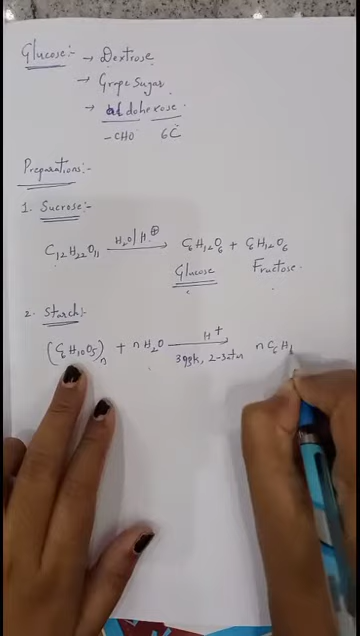 Glucose:- → Dextrose
→ Grape Sugar
→ aldohexose.
-CHO 6C
Preparations:-
1. Sucrose:-
C12H22O11 H2O/H⊕ → C6H12O6 + C6H12O6
Glucose Fructose.
2. Starch:-
(C6H10O5)n + nH2O H+ → nC6H1
393k, 2-3atm